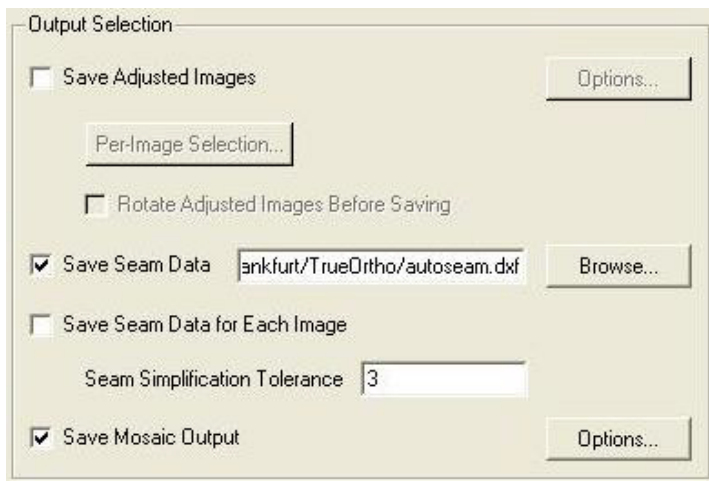 Output Selection
Save Adjusted Images
Options...
Per-Image Selection...
Rotate Adjusted Images Before Saving
Save Seam Data
ankfurt/TrueOrtho/autoseam.dxf
Browse...
Save Seam Data for Each Image
Seam Simplification Tolerance
3
Save Mosaic Output
Options...